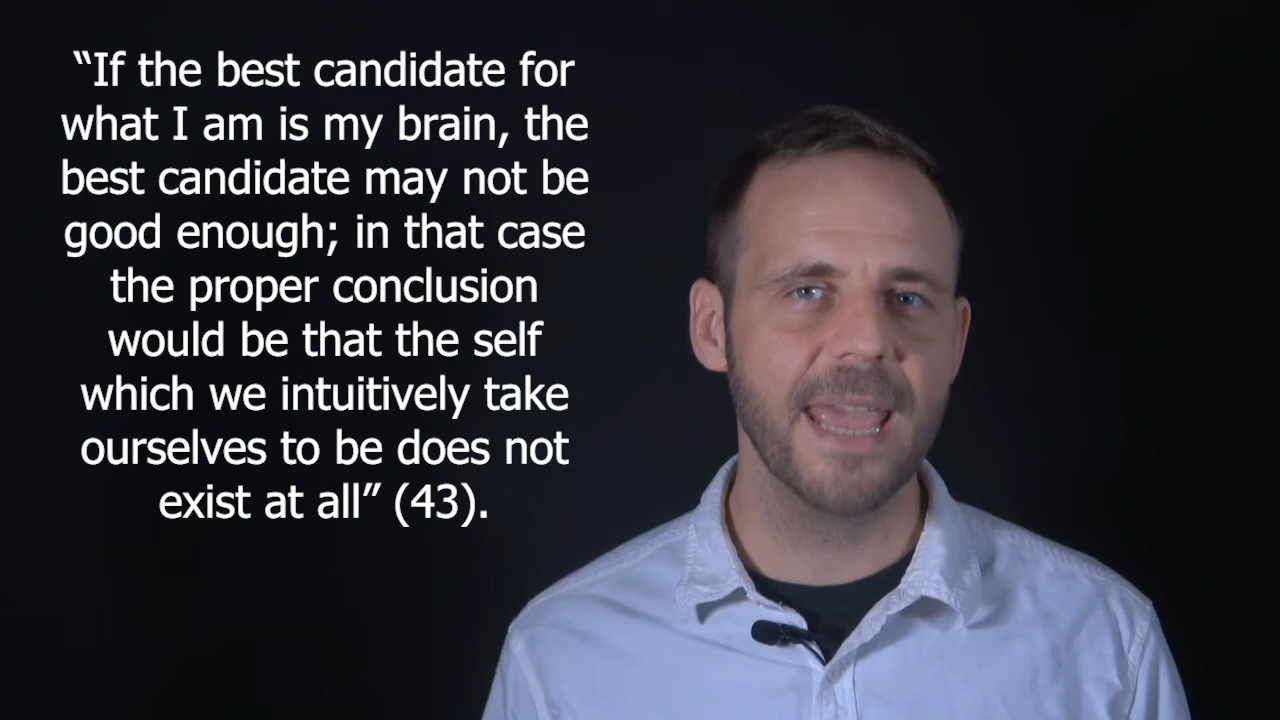 “If the best candidate for
what I am is my brain, the
best candidate may not be
good enough; in that case
the proper conclusion
would be that the self
which we intuitively take
ourselves to be does not
exist at all” (43).